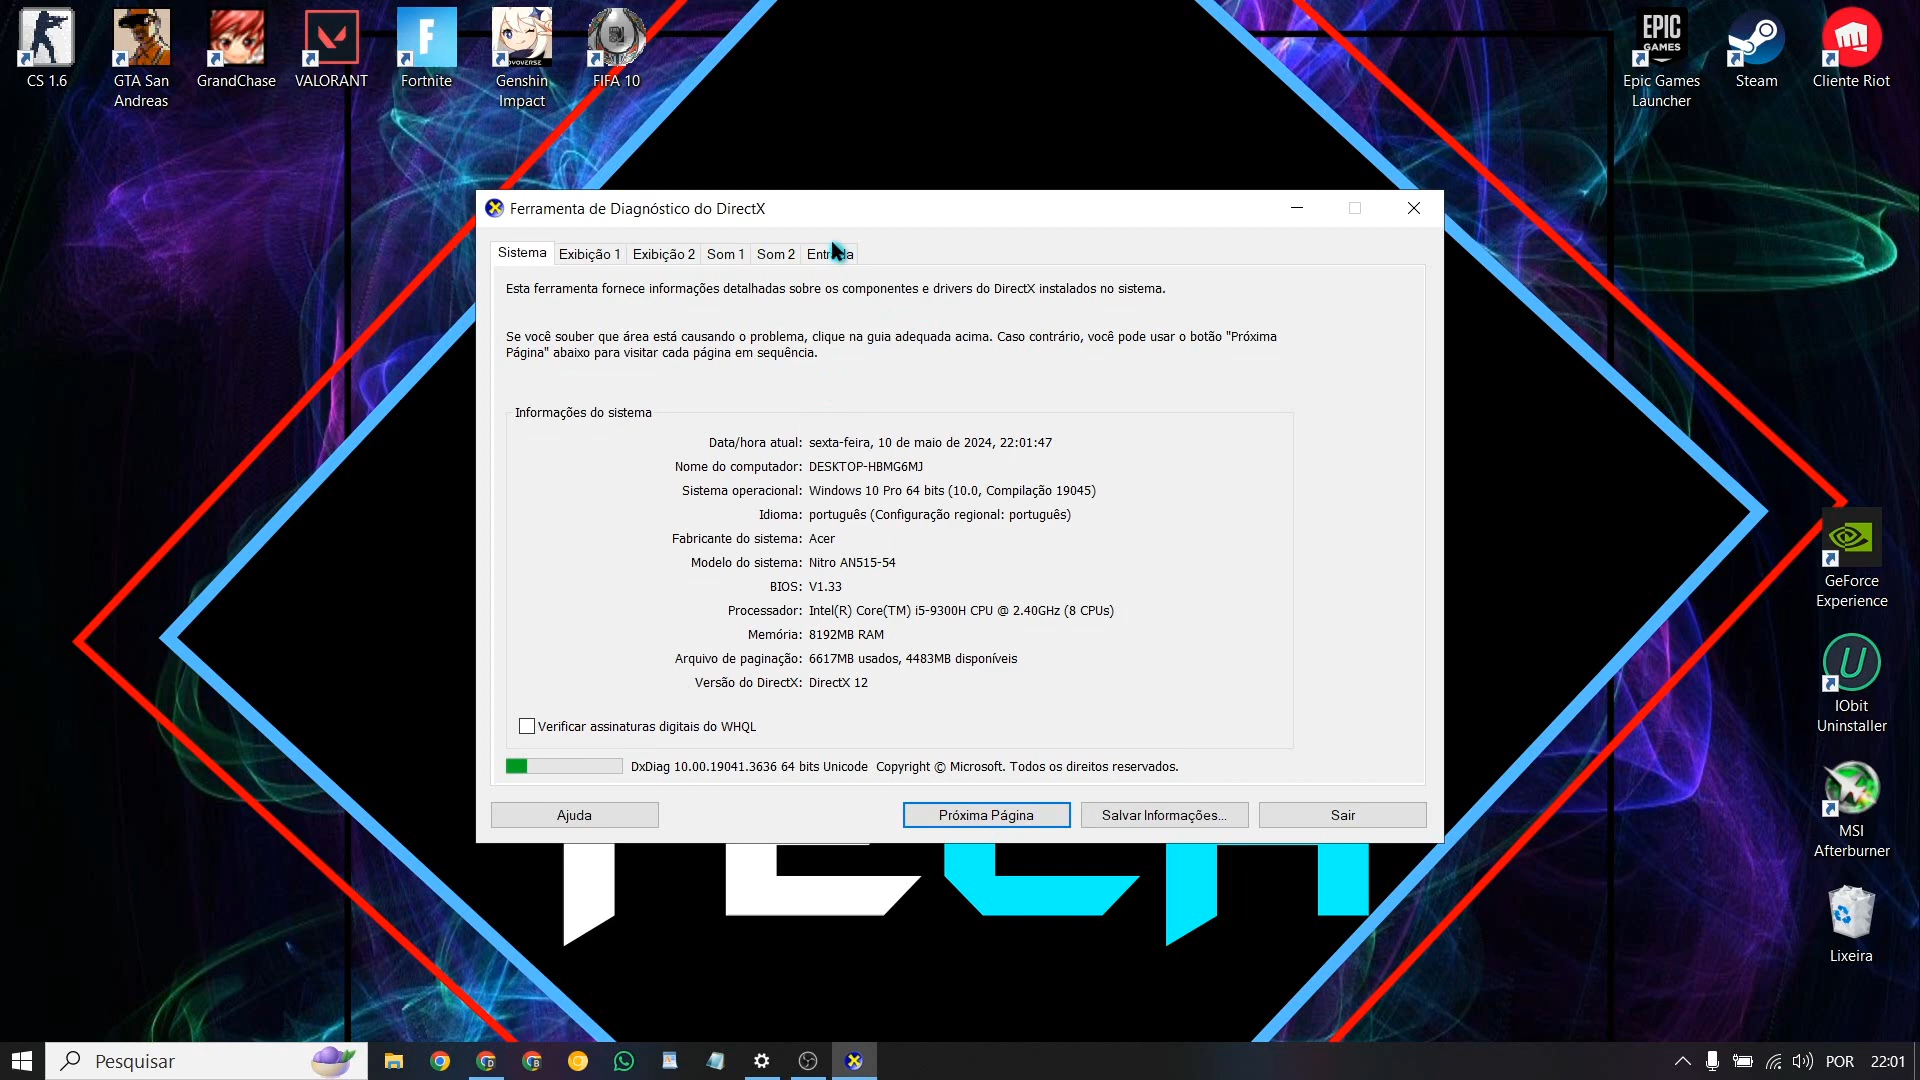 CS 1.6
GTA San
Andreas
GrandChase
VALORANT
Fortnite
Genshin
Impact
FIFA 10
EPIC
GAMES
Epic Games
Launcher
Steam
Cliente Riot
Ferramenta de Diagnóstico do DirectX
Sistema
Exibição 1
Exibição 2
Som 1
Som 2
Entrada
Esta ferramenta fornece informações detalhadas sobre os componentes e drivers do DirectX instalados no sistema.
Se você souber que área está causando o problema, clique na guia adequada acima. Caso contrário, você pode usar o botão "Próxima
Página" abaixo para visitar cada página em sequência.
Informações do sistema
Data/hora atual: sexta-feira, 10 de maio de 2024, 22:01:47
Nome do computador: DESKTOP-HBMG6MJ
Sistema operacional: Windows 10 Pro 64 bits (10.0, Compilação 19045)
Idioma: português (Configuração regional: português)
Fabricante do sistema: Acer
Modelo do sistema: Nitro AN515-54
BIOS: V1.33
Processador: Intel(R) Core(TM) i5-9300H CPU @ 2.40GHz (8 CPUs)
Memória: 8192MB RAM
Arquivo de paginação: 6617MB usados, 4483MB disponíveis
Versão do DirectX: DirectX 12
Verificar assinaturas digitais do WHQL
DxDiag 10.00.19041.3636 64 bits Unicode Copyright © Microsoft. Todos os direitos reservados.
Ajuda
Próxima Página
Salvar Informações...
Sair
GeForce
Experience
IObit
Uninstaller
MSI
Afterburner
Lixeira
Pesquisar
POR
22:01